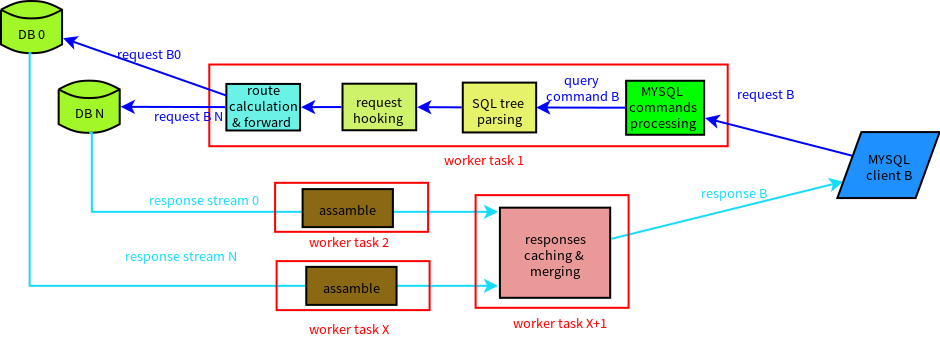 DB 0
request B0
DB N
request B N
route
calculation
& forward
request
hooking
SQL tree
parsing
query
command B
MYSQL
commands
processing
request B
worker task 1
MYSQL
client B
response B
response stream 0
assamble
worker task 2
response stream N
assamble
worker task X
responses
caching &
merging
worker task X+1